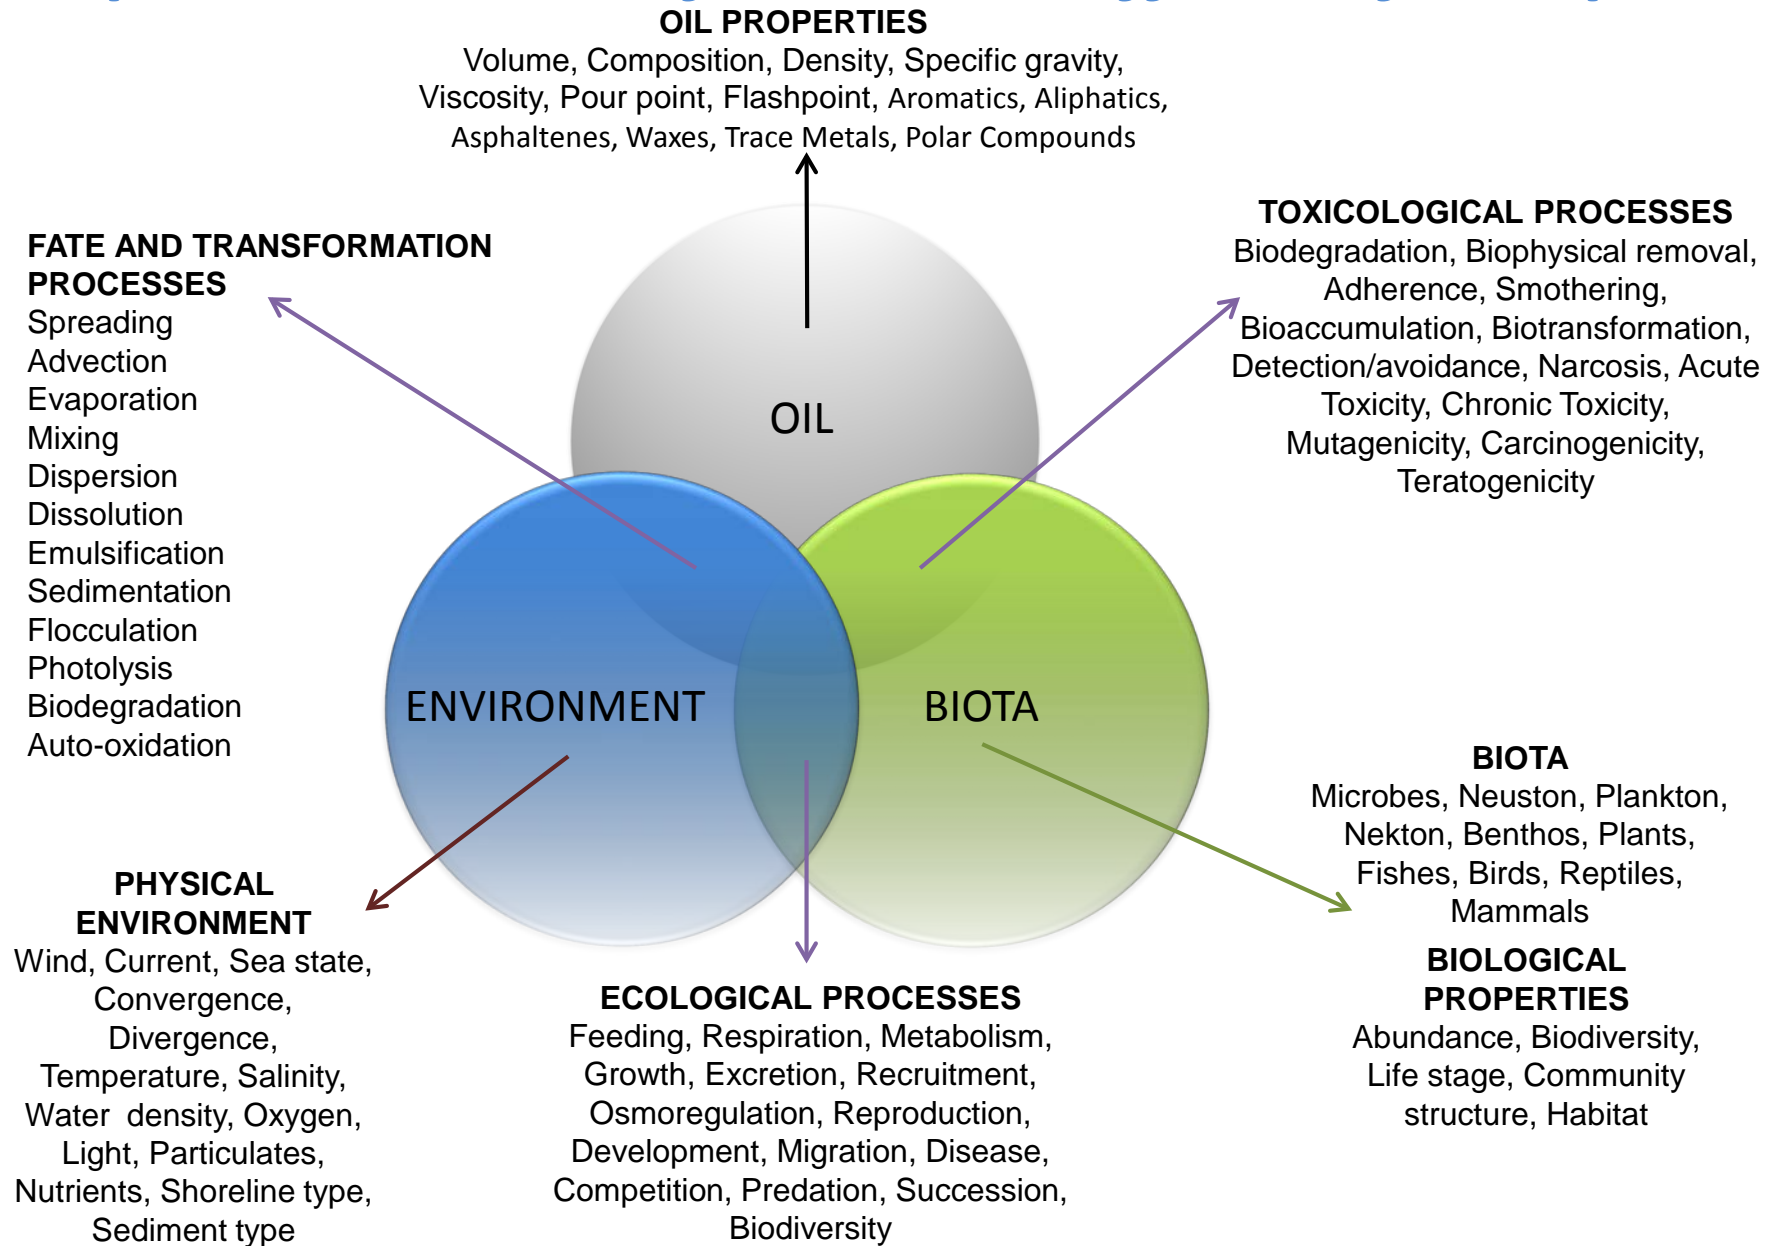 OIL PROPERTIES
Volume, Composition, Density, Specific gravity,
Viscosity, Pour point, Flashpoint, Aromatics, Aliphatics,
Asphaltenes, Waxes, Trace Metals, Polar Compounds
FATE AND TRANSFORMATION
PROCESSES
Spreading
Advection
Evaporation
Mixing
Dispersion
Dissolution
Emulsification
Sedimentation
Flocculation
Photolysis
Biodegradation
Auto-oxidation
TOXICOLOGICAL PROCESSES
Biodegradation, Biophysical removal,
Adherence, Smothering,
Bioaccumulation, Biotransformation,
Detection/avoidance, Narcosis, Acute
Toxicity, Chronic Toxicity,
Mutagenicity, Carcinogenicity,
Teratogenicity
OIL
ENVIRONMENT
BIOTA
PHYSICAL
ENVIRONMENT
Wind, Current, Sea state,
Convergence,
Divergence,
Temperature, Salinity,
Water density, Oxygen,
Light, Particulates,
Nutrients, Shoreline type,
Sediment type
ECOLOGICAL PROCESSES
Feeding, Respiration, Metabolism,
Growth, Excretion, Recruitment,
Osmoregulation, Reproduction,
Development, Migration, Disease,
Competition, Predation, Succession,
Biodiversity
BIOTA
Microbes, Neuston, Plankton,
Nekton, Benthos, Plants,
Fishes, Birds, Reptiles,
Mammals
BIOLOGICAL
PROPERTIES
Abundance, Biodiversity,
Life stage, Community
structure, Habitat